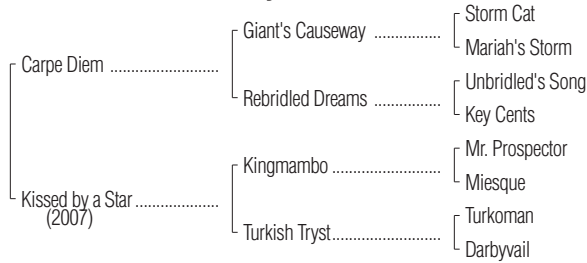 Storm Cat
Giant's Causeway ................
Mariah's Storm
Carpe Diem ........................
Unbridled's Song
Rebridled Dreams ...............
Key Cents
Mr. Prospector
Kingmambo .......................
Miesque
Kissed by a Star ..................
(2007)
Turkoman
Turkish Tryst.......................
Darbyvail